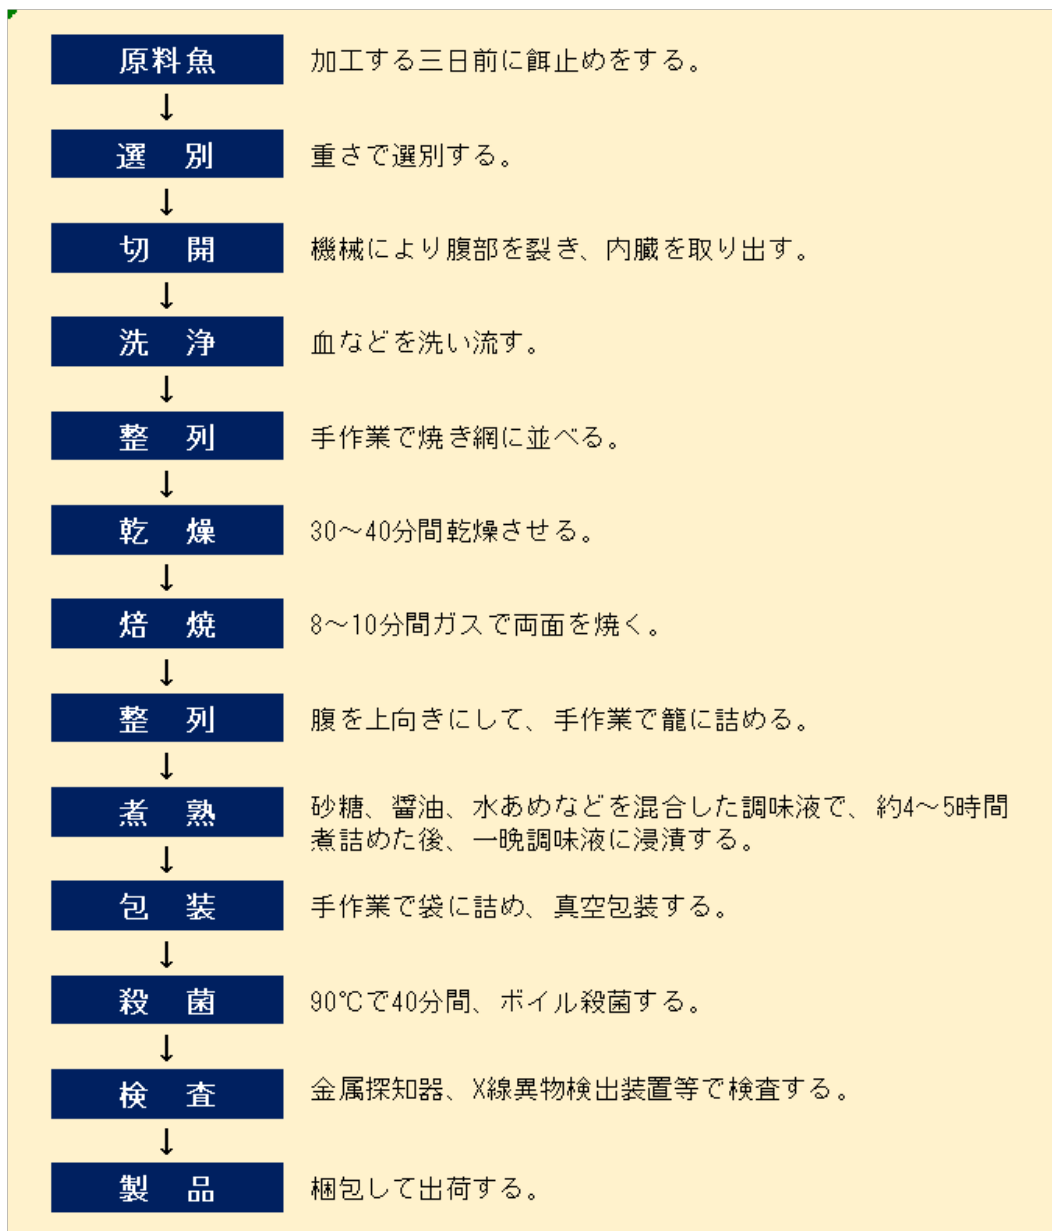 原料魚 加工する三日前に餌止めをする。
↓
選 別 重さで選別する。
↓
切 開 機械により腹部を裂き、内臓を取り出す。
↓
洗 浄 血などを洗い流す。
↓
整 列 手作業で焼き網に並べる。
↓
乾 燥 30～40分間乾燥させる。
↓
焙 焼 8～10分間ガスで両面を焼く。
↓
整 列 腹を上向きにして、手作業で籠に詰める。
↓
煮 熟 砂糖、醤油、水あめなどを混合した調味液で、約4～5時間
煮詰めた後、一晩調味液に浸漬する。
↓
包 装 手作業で袋に詰め、真空包装する。
↓
殺 菌 90℃で40分間、ボイル殺菌する。
↓
検 査 金属探知器、X線異物検出装置等で検査する。
↓
製 品 梱包して出荷する。